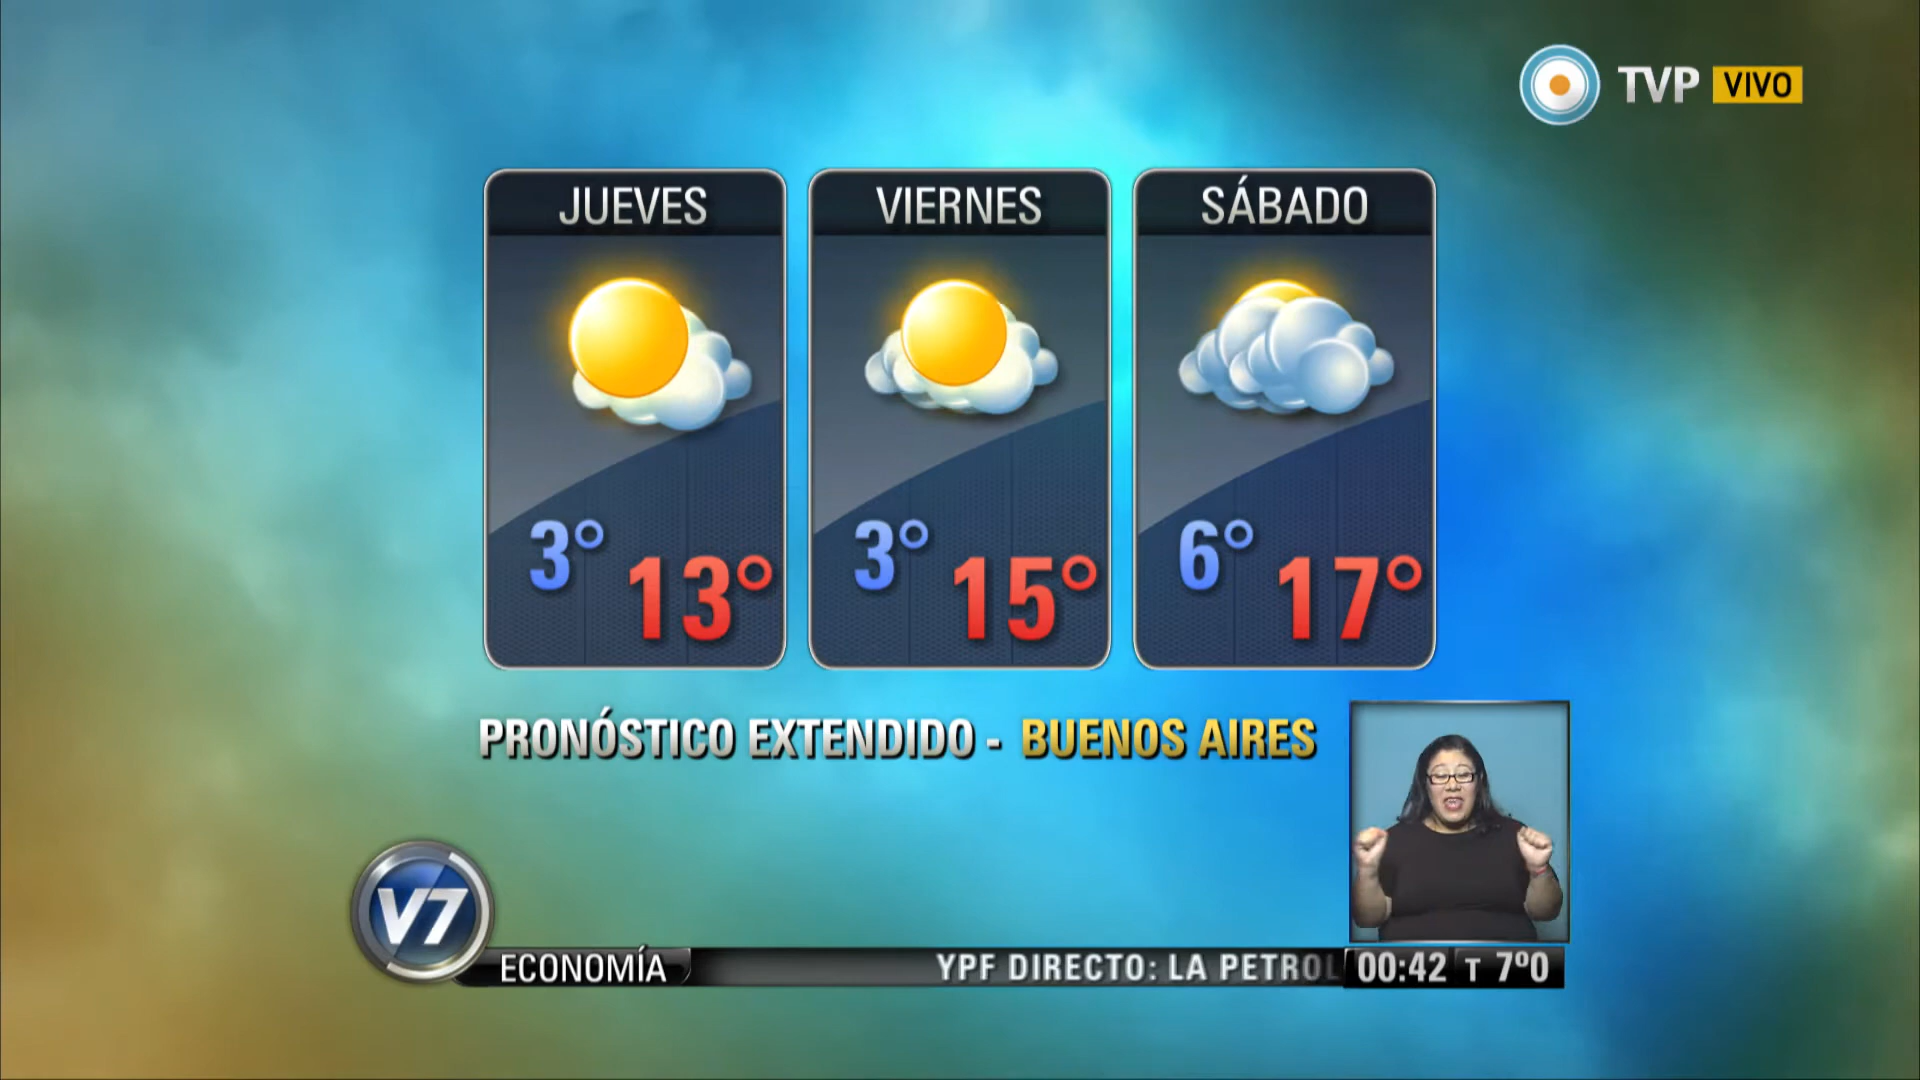 TVP VIVO
JUEVES
3° 13°
VIERNES
3° 15°
SÁBADO
6° 17°
PRONÓSTICO EXTENDIDO - BUENOS AIRES
V7
ECONOMÍA
YPF DIRECTO: LA PETROL
00:42 T 7º0